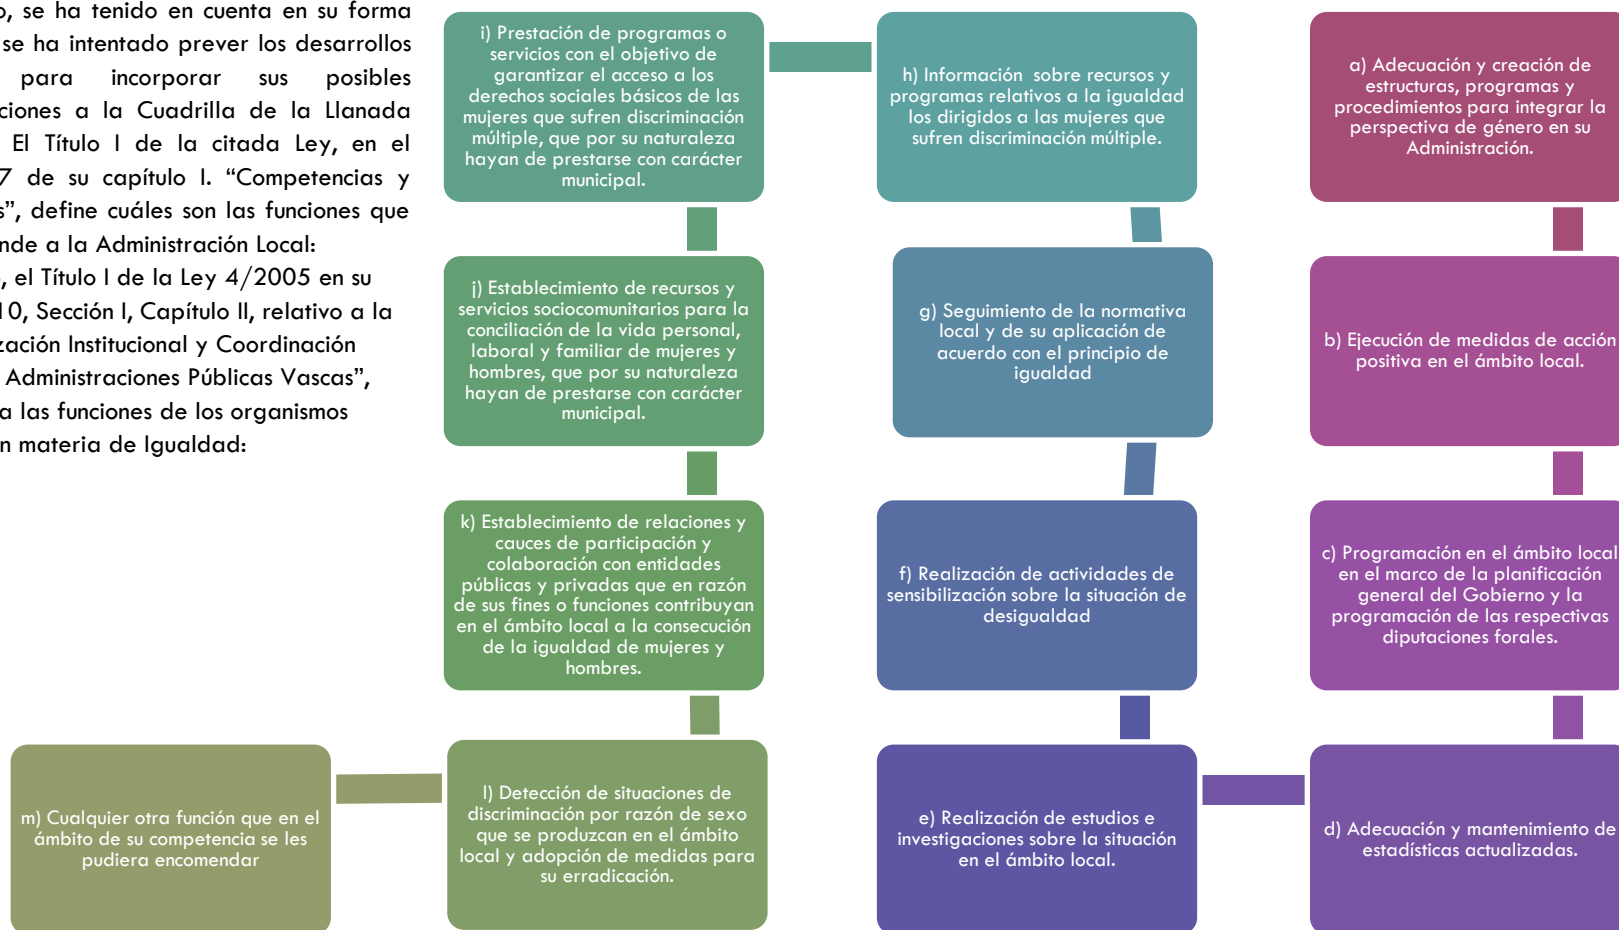 o, se ha tenido en cuenta en su forma
se ha intentado prever los desarrollos
para incorporar sus posibles
ciones a la Cuadrilla de la Llanada
El Título I de la citada Ley, en el
7 de su capítulo I. “Competencias y
s”, define cuáles son las funciones que
nde a la Administración Local:
, el Título I de la Ley 4/2005 en su
10, Sección I, Capítulo II, relativo a la
zación Institucional y Coordinación
Administraciones Públicas Vascas”,
a las funciones de los organismos
n materia de Igualdad:
a) Adecuación y creación de
estructuras, programas y
procedimientos para integrar la
perspectiva de género en su
Administración.
b) Ejecución de medidas de acción
positiva en el ámbito local.
c) Programación en el ámbito local
en el marco de la planificación
general del Gobierno y la
programación de las respectivas
diputaciones forales.
d) Adecuación y mantenimiento de
estadísticas actualizadas.
e) Realización de estudios e
investigaciones sobre la situación
en el ámbito local.
f) Realización de actividades de
sensibilización sobre la situación de
desigualdad
g) Seguimiento de la normativa
local y de su aplicación de
acuerdo con el principio de
igualdad
h) Información sobre recursos y
programas relativos a la igualdad
los dirigidos a las mujeres que
sufren discriminación múltiple.
i) Prestación de programas o
servicios con el objetivo de
garantizar el acceso a los
derechos sociales básicos de las
mujeres que sufren discriminación
múltiple, que por su naturaleza
hayan de prestarse con carácter
municipal.
j) Establecimiento de recursos y
servicios sociocomunitarios para la
conciliación de la vida personal,
laboral y familiar de mujeres y
hombres, que por su naturaleza
hayan de prestarse con carácter
municipal.
k) Establecimiento de relaciones y
cauces de participación y
colaboración con entidades
públicas y privadas que en razón
de sus fines o funciones contribuyan
en el ámbito local a la consecución
de la igualdad de mujeres y
hombres.
l) Detección de situaciones de
discriminación por razón de sexo
que se produzcan en el ámbito
local y adopción de medidas para
su erradicación.
m) Cualquier otra función que en el
ámbito de su competencia se les
pudiera encomendar